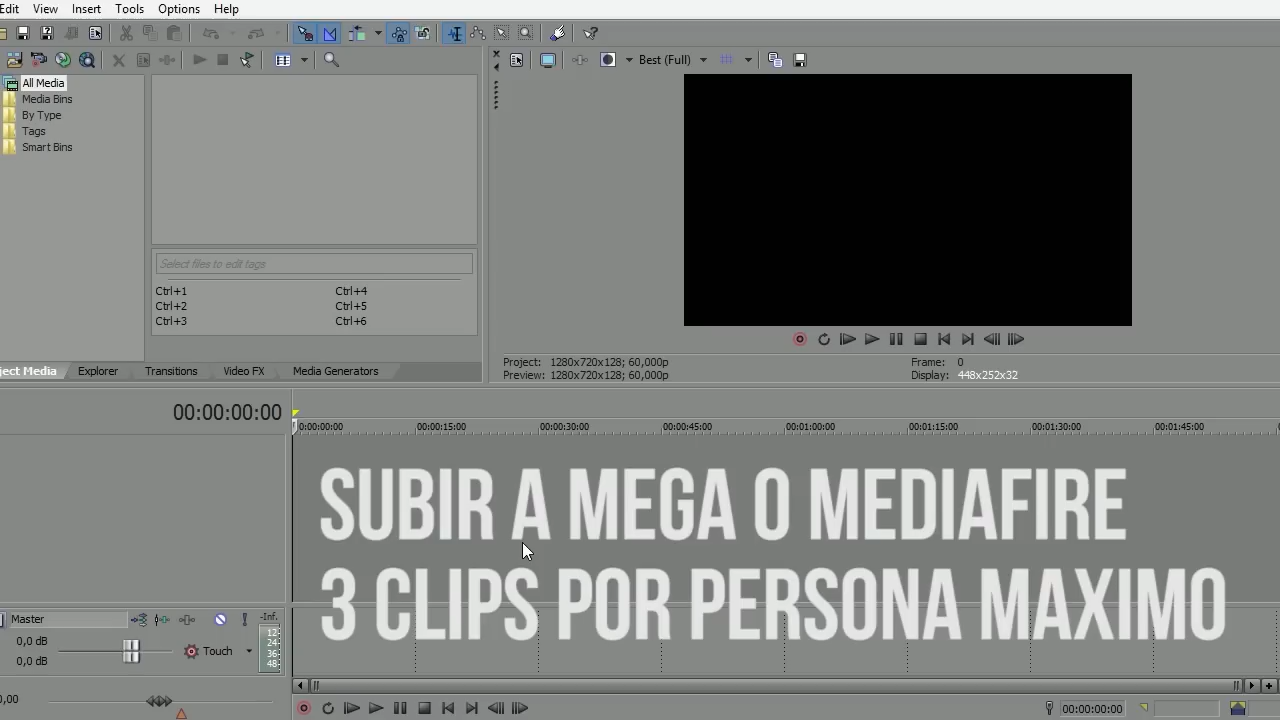 Edit View Insert Tools Options Help
Best (Full)
All Media
Media Bins
By Type
Tags
Smart Bins
Select files to edit tags
Ctrl+1 Ctrl+4
Ctrl+2 Ctrl+5
Ctrl+3 Ctrl+6
Project: 1280x720x128; 60,000p Frame: 0
Preview: 1280x720x128; 60,000p Display: 448x252x32
ject Media Explorer Transitions Video FX Media Generators
00:00:00:00
0:00:00:00 00:00:15:00 00:00:30:00 00:00:45:00 00:01:00:00 00:01:15:00 00:01:30:00 00:01:45:00
SUBIR A MEGA O MEDIAFIRE
3 CLIPS POR PERSONA MAXIMO
Master -Inf.
12
0,0 dB 24
Touch 36
0,0 dB 48
0,00
00:00:00:00